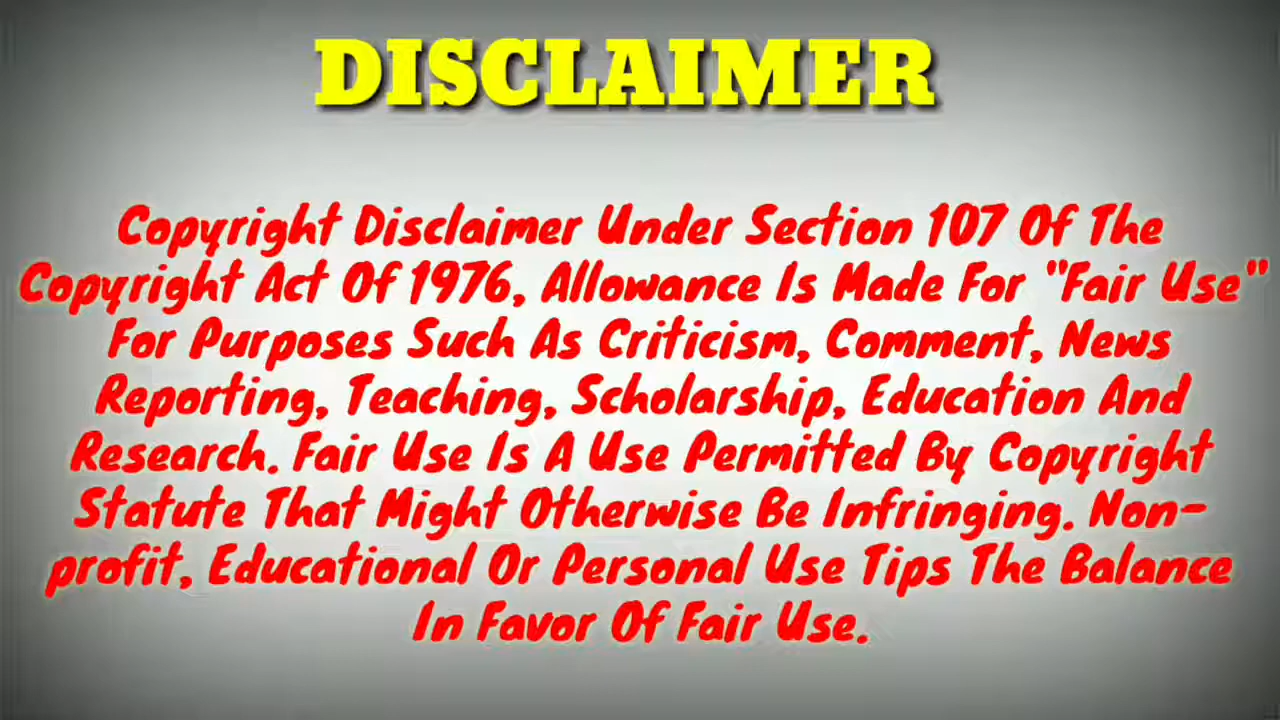 DISCLAIMER
Copyright Disclaimer Under Section 107 Of The
Copyright Act Of 1976, Allowance Is Made For "Fair Use"
For Purposes Such As Criticism, Comment, News
Reporting, Teaching, Scholarship, Education And
Research. Fair Use Is A Use Permitted By Copyright
Statute That Might Otherwise Be Infringing. Non-
profit, Educational Or Personal Use Tips The Balance
In Favor Of Fair Use.